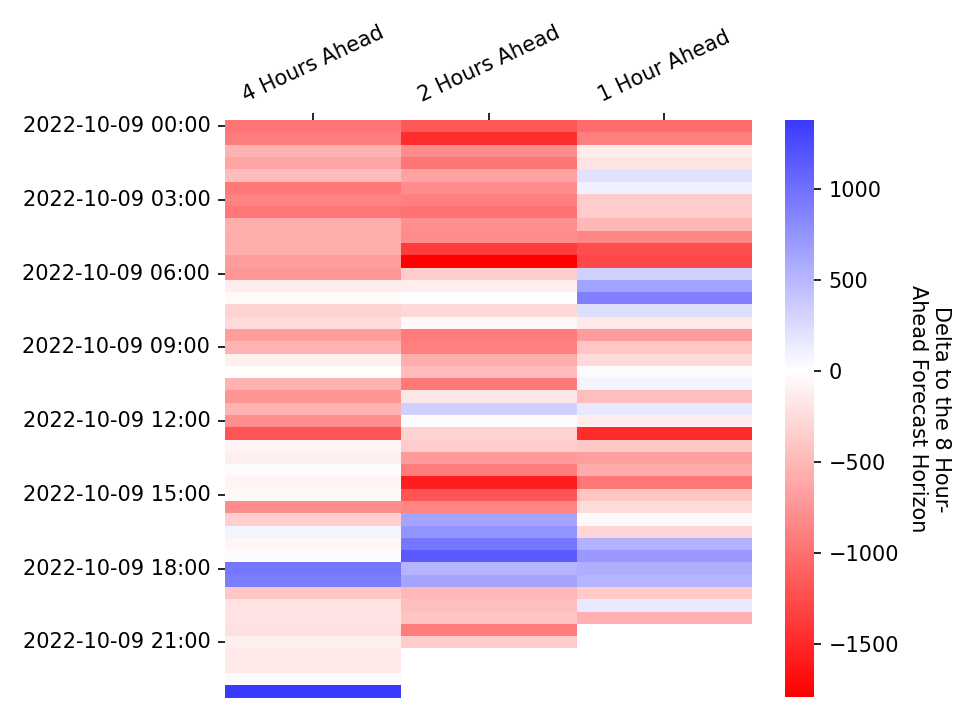 4 Hours Ahead
2 Hours Ahead
1 Hour Ahead
2022-10-09 00:00
2022-10-09 03:00
2022-10-09 06:00
2022-10-09 09:00
2022-10-09 12:00
2022-10-09 15:00
2022-10-09 18:00
2022-10-09 21:00
1000
500
0
−500
−1000
−1500
Delta to the 8 Hour-
Ahead Forecast Horizon